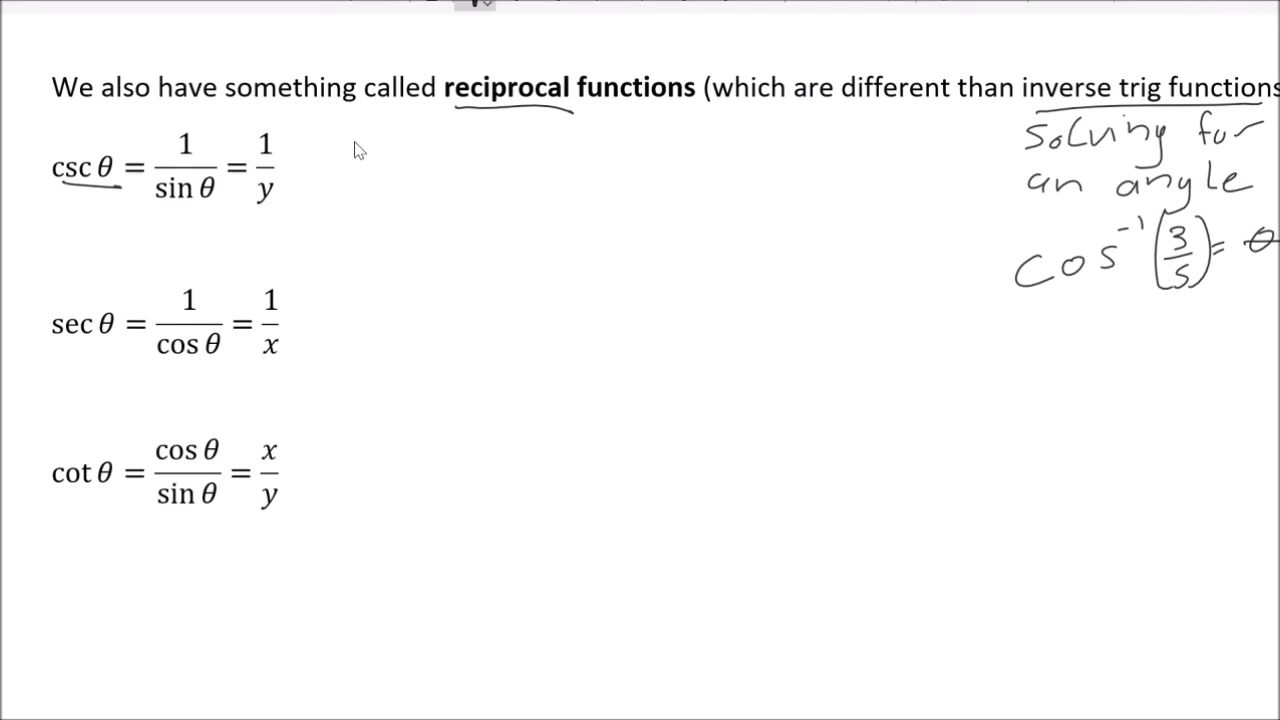 We also have something called reciprocal functions (which are different than inverse trig functions
solving for
an angle
csc θ = 1/sin θ = 1/y
cos⁻¹(3/5) = θ
sec θ = 1/cos θ = 1/x
cot θ = cos θ/sin θ = x/y